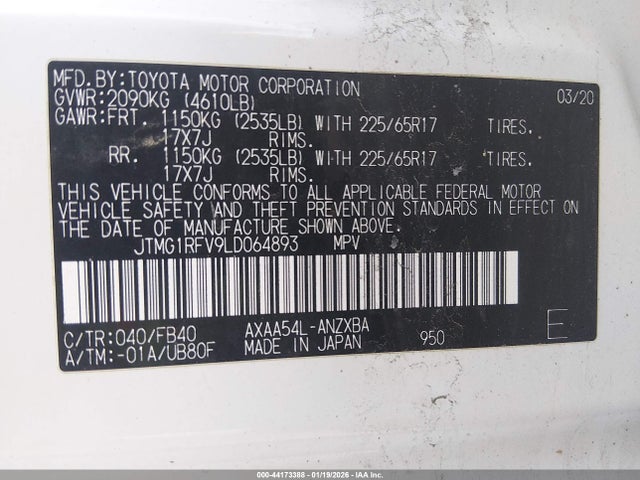 MFD.BY:TOYOTA MOTOR CORPORATION 03/20
GVWR:2090KG (4610LB)
GAWR:FRT. 1150KG (2535LB) WITH 225/65R17 TIRES.
17X7J RIMS.
RR. 1150KG (2535LB) WITH 225/65R17 TIRES.
17X7J RIMS.
THIS VEHICLE CONFORMS TO ALL APPLICABLE FEDERAL MOTOR
VEHICLE SAFETY AND THEFT PREVENTION STANDARDS IN EFFECT ON
THE DATE OF MANUFACTURE SHOWN ABOVE.
JTMG1RFV9LD064893 MPV
C/TR:040/FB40 AXAA54L-ANZXBA
A/TM:-01A/UB80F MADE IN JAPAN 950 E
000-44173388 - 01/19/2026 - IAAI.COM